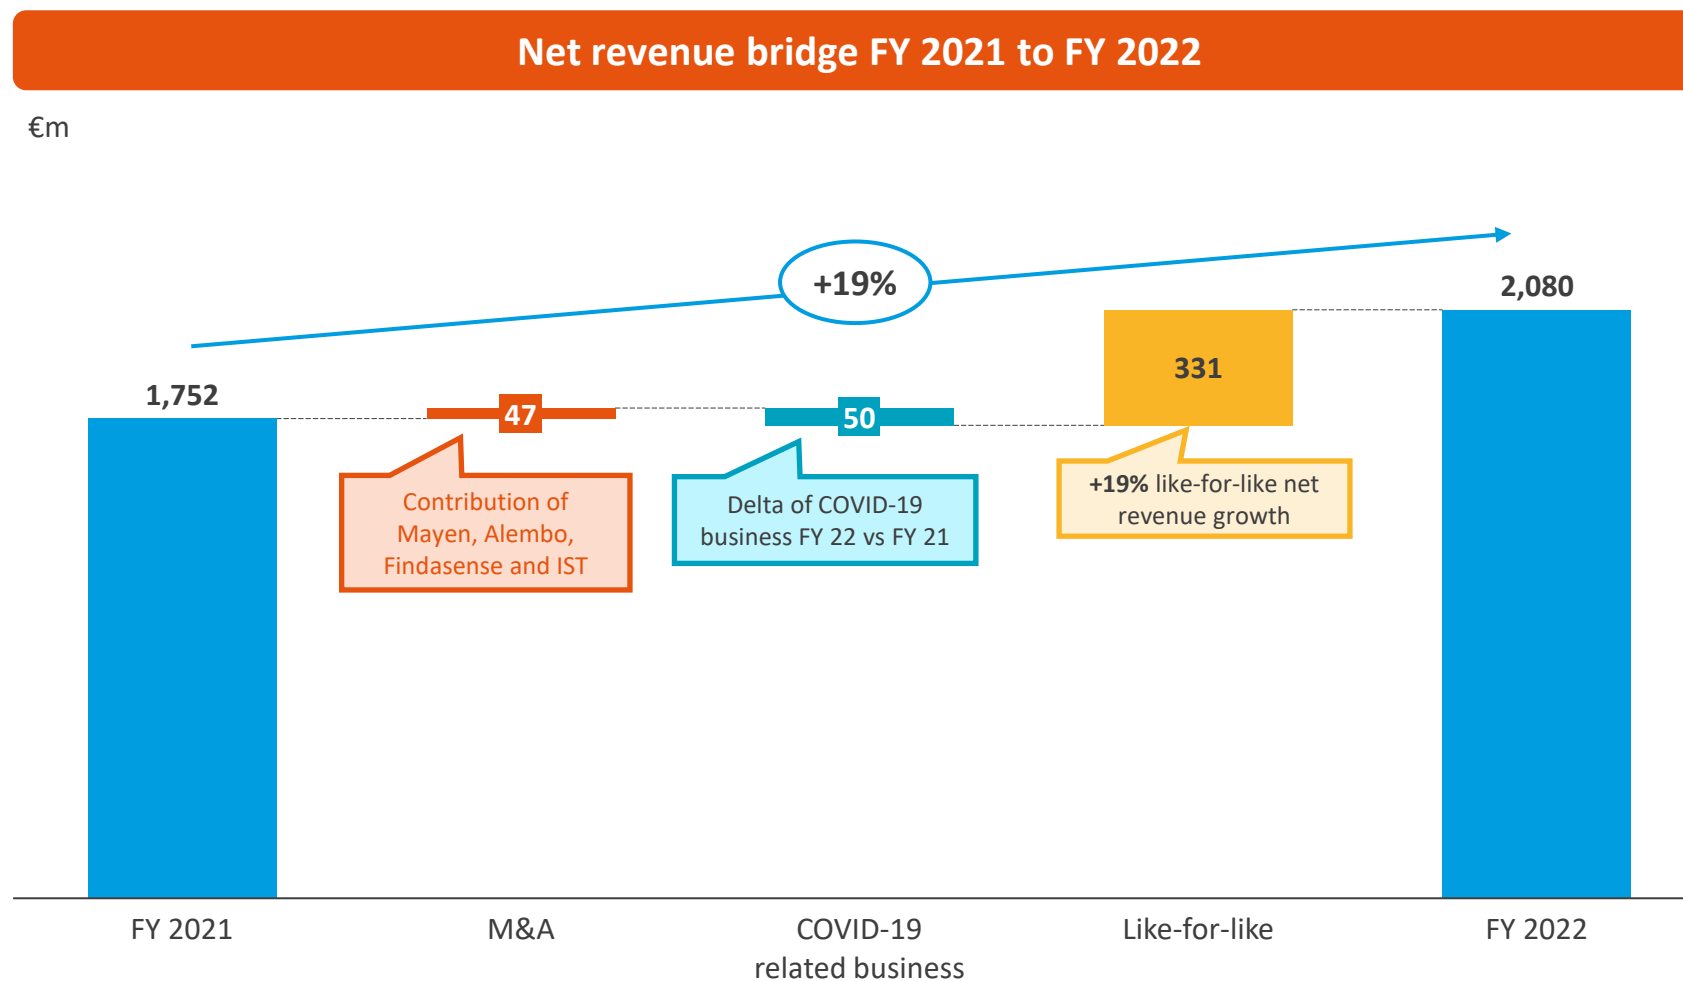 Net revenue bridge FY 2021 to FY 2022
€m
+19%
2,080
1,752
331
47
50
Contribution of
Mayen, Alembo,
Findasense and IST
Delta of COVID-19
business FY 22 vs FY 21
+19% like-for-like net
revenue growth
FY 2021
M&A
COVID-19
related business
Like-for-like
FY 2022